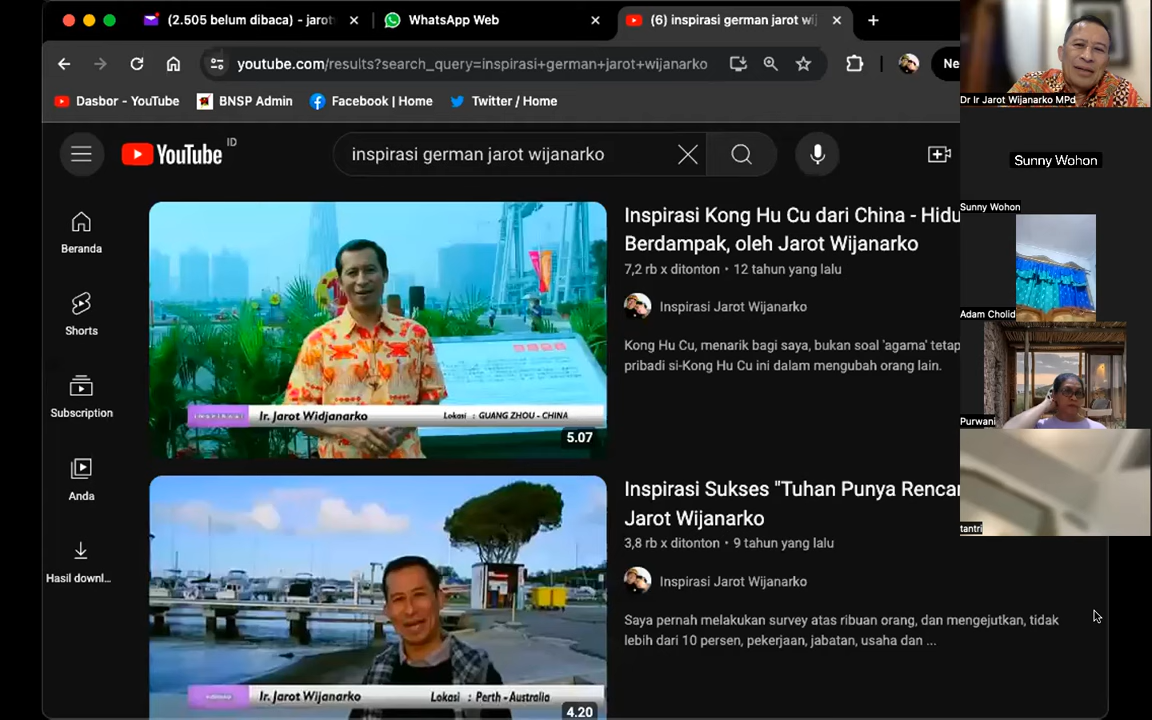 (2.505 belum dibaca) - jarot
WhatsApp Web
(6) inspirasi german jarot wij
youtube.com/results?search_query=inspirasi+german+jarot+wijanarko
Ne
Dasbor - YouTube
BNSP Admin
Facebook | Home
Twitter / Home
YouTube
ID
inspirasi german jarot wijanarko
Beranda
Shorts
Subscription
Anda
Hasil downl...
Ir. Jarot Widjanarko
Lokasi : GUANG ZHOU - CHINA
5.07
Inspirasi Kong Hu Cu dari China - Hidu
Berdampak, oleh Jarot Wijanarko
7,2 rb x ditonton • 12 tahun yang lalu
Inspirasi Jarot Wijanarko
Kong Hu Cu, menarik bagi saya, bukan soal 'agama' tetap
pribadi si-Kong Hu Cu ini dalam mengubah orang lain.
Ir. Jarot Wijanarko
Lokasi : Perth - Australia
4.20
Inspirasi Sukses "Tuhan Punya Rencan
Jarot Wijanarko
3,8 rb x ditonton • 9 tahun yang lalu
Inspirasi Jarot Wijanarko
Saya pernah melakukan survey atas ribuan orang, dan mengejutkan, tidak
lebih dari 10 persen, pekerjaan, jabatan, usaha dan ...
Dr Ir Jarot Wijanarko MPd
Sunny Wohon
Sunny Wohon
Adam Cholid
Purwani
tantri